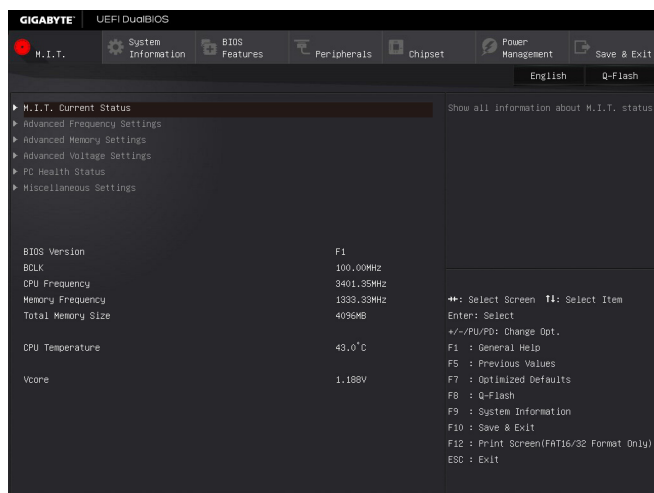 GIGABYTE™ UEFI DualBIOS
M.I.T.
System Information
BIOS Features
Peripherals
Chipset
Power Management
Save & Exit
English Q-Flash
M.I.T. Current Status
Advanced Frequency Settings
Advanced Memory Settings
Advanced Voltage Settings
PC Health Status
Miscellaneous Settings
Show all information about M.I.T. status
BIOS Version F1
BCLK 100.00MHz
CPU Frequency 3401.35MHz
Memory Frequency 1333.33MHz
Total Memory Size 4096MB
CPU Temperature 43.0°C
Vcore 1.188V
→←: Select Screen ↑↓: Select Item
Enter: Select
+/-/PU/PD: Change Opt.
F1 : General Help
F5 : Previous Values
F7 : Optimized Defaults
F8 : Q-Flash
F9 : System Information
F10 : Save & Exit
F12 : Print Screen(FAT16/32 Format Only)
ESC : Exit